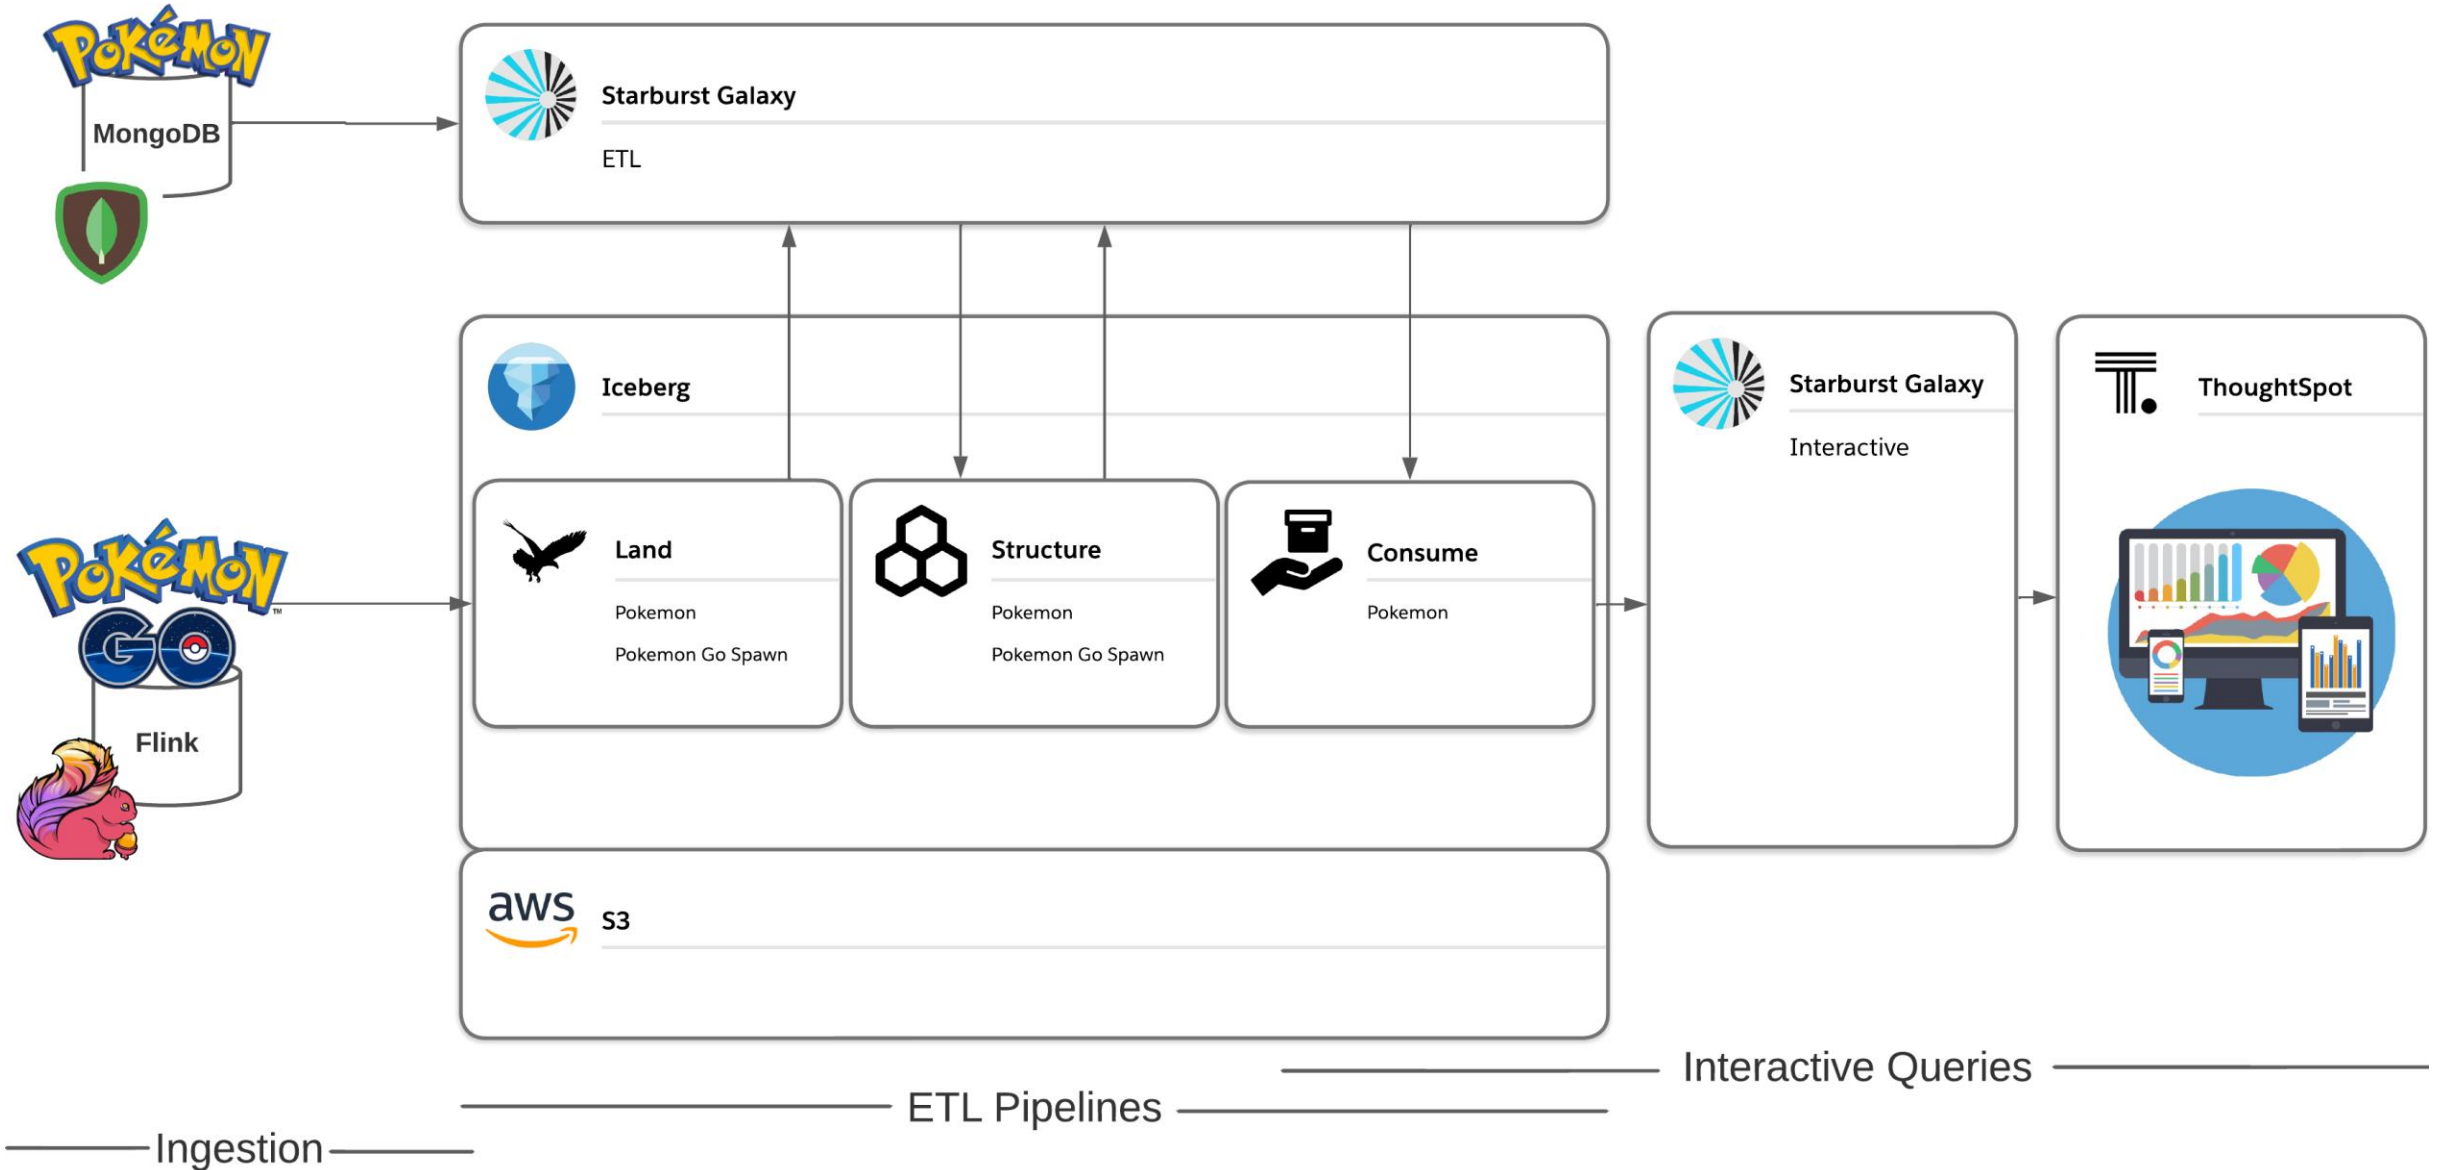 POKéMON
MongoDB
Starburst Galaxy
ETL
Iceberg
Starburst Galaxy
Interactive
ThoughtSpot
POKéMON
TM
GO
Flink
Land
Pokemon
Pokemon Go Spawn
Structure
Pokemon
Pokemon Go Spawn
Consume
Pokemon
aws
S3
Interactive Queries
ETL Pipelines
Ingestion